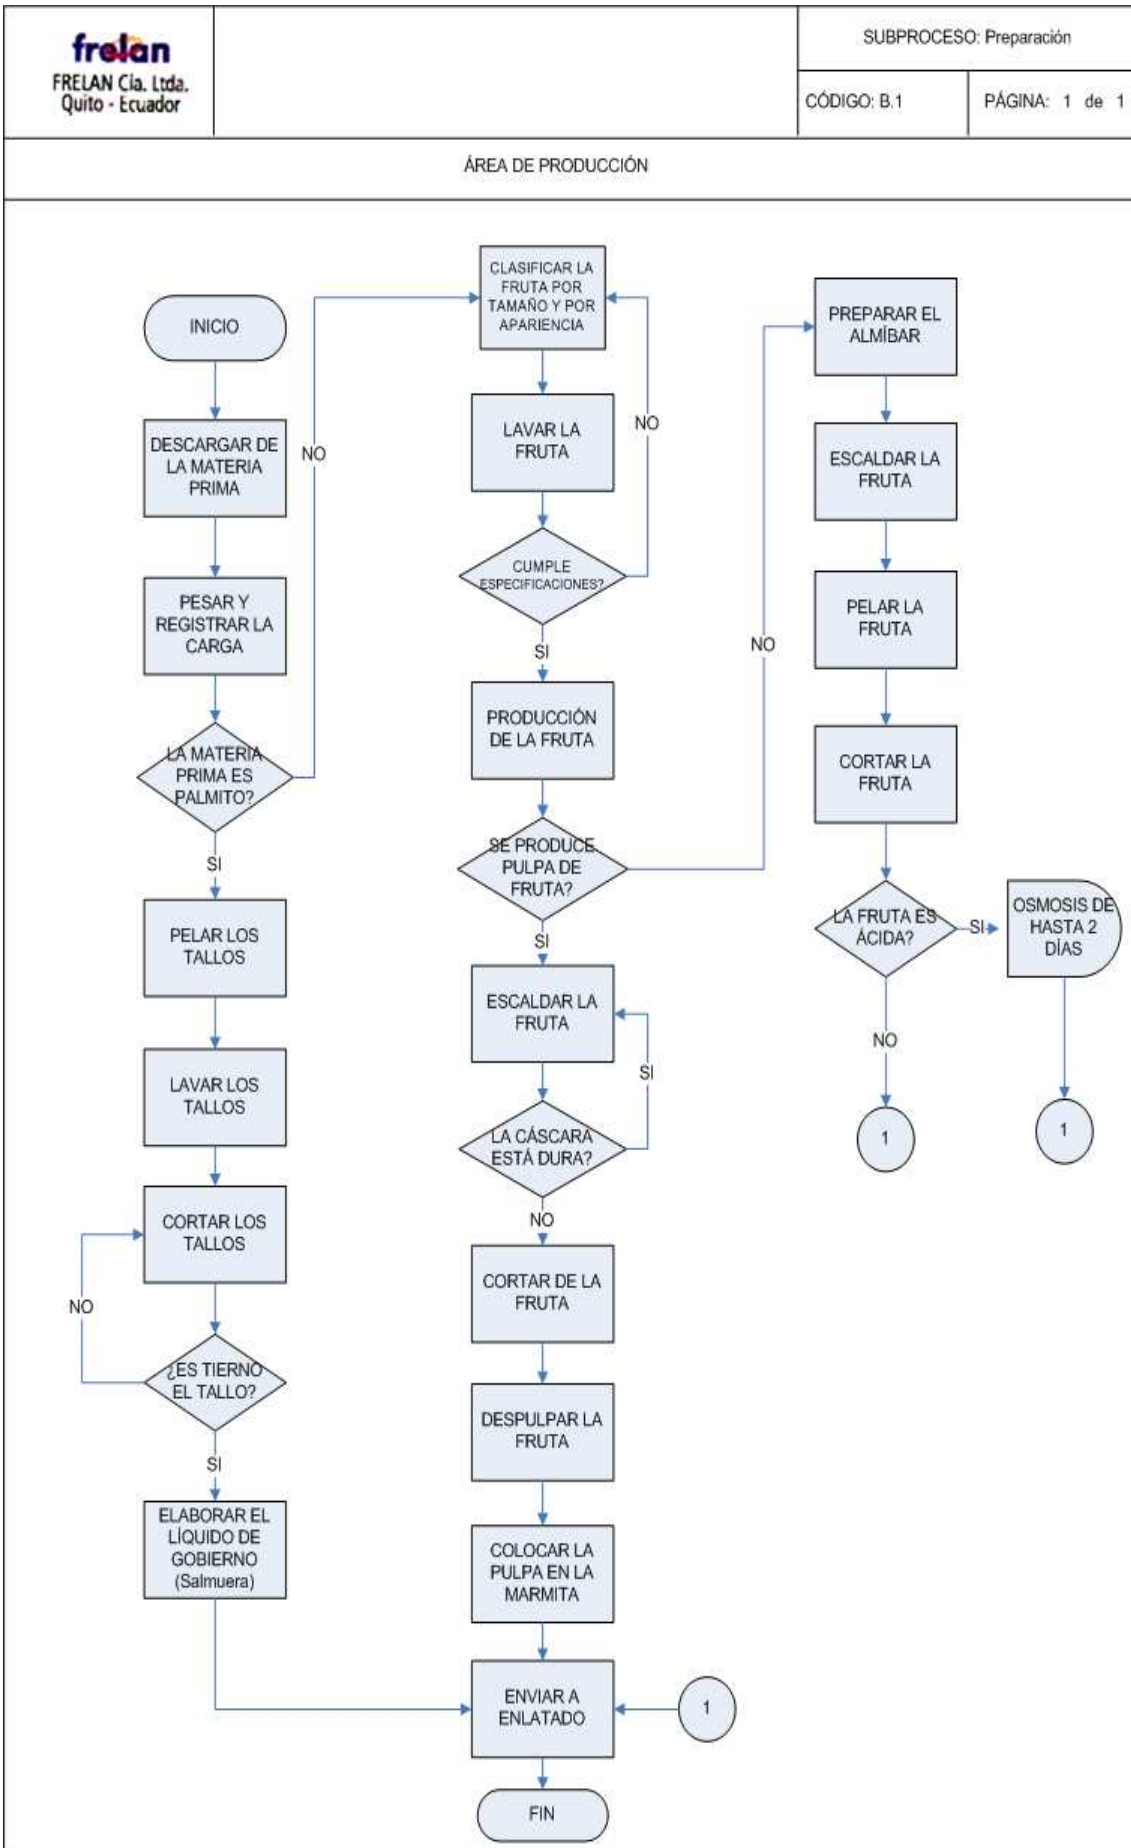 frelan
FRELAN Cía. Ltda.
Quito - Ecuador
SUBPROCESO: Preparación
CÓDIGO: B.1
PÁGINA: 1 de 1
ÁREA DE PRODUCCIÓN
INICIO
DESCARGAR DE
LA MATERIA
PRIMA
PESAR Y
REGISTRAR LA
CARGA
LA MATERIA
PRIMA ES
PALMITO?
NO
SI
PELAR LOS
TALLOS
LAVAR LOS
TALLOS
CORTAR LOS
TALLOS
NO
¿ES TIERNO
EL TALLO?
SI
ELABORAR EL
LÍQUIDO DE
GOBIERNO
(Salmuera)
CLASIFICAR LA
FRUTA POR
TAMAÑO Y POR
APARIENCIA
LAVAR LA
FRUTA
NO
CUMPLE
ESPECIFICACIONES?
SI
PRODUCCIÓN
DE LA FRUTA
SE PRODUCE
PULPA DE
FRUTA?
NO
SI
ESCALDAR LA
FRUTA
SI
LA CÁSCARA
ESTÁ DURA?
NO
CORTAR DE LA
FRUTA
DESPULPAR LA
FRUTA
COLOCAR LA
PULPA EN LA
MARMITA
ENVIAR A
ENLATADO
1
FIN
PREPARAR EL
ALMÍBAR
ESCALDAR LA
FRUTA
PELAR LA
FRUTA
CORTAR LA
FRUTA
LA FRUTA ES
ÁCIDA?
SI
OSMOSIS DE
HASTA 2
DÍAS
NO
1
1